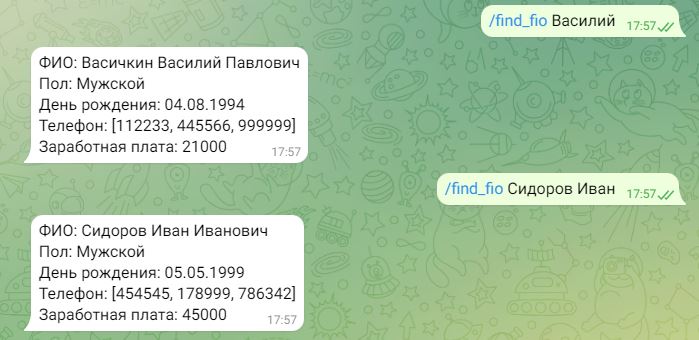 /find_fio Василий 17:57
ФИО: Васичкин Василий Павлович
Пол: Мужской
День рождения: 04.08.1994
Телефон: [112233, 445566, 999999]
Заработная плата: 21000 17:57
/find_fio Сидоров Иван 17:57
ФИО: Сидоров Иван Иванович
Пол: Мужской
День рождения: 05.05.1999
Телефон: [454545, 178999, 786342]
Заработная плата: 45000 17:57